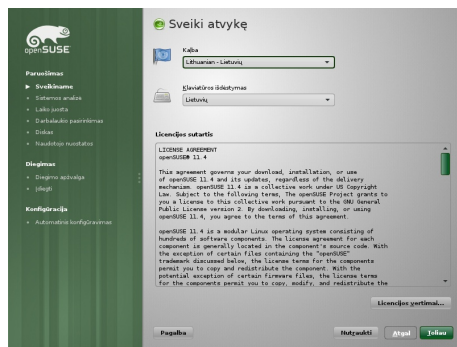 openSUSE
Paruošimas
Sveikiname
Sistemos analizė
Laiko juosta
Darbalaukio pasirinkimas
Diskas
Naudotojo nuostatos
Diegimas
Diegimo apžvalga
Įdiegti
Konfigūracija
Automatinis konfigūravimas
Sveiki atvykę
Kalba
Lithuanian - Lietuvių
Klaviatūros išdėstymas
Lietuvių
Licencijos sutartis
LICENSE AGREEMENT
openSUSE® 11.4
This agreement governs your download, installation, or use
of openSUSE 11.4 and its updates, regardless of the delivery
mechanism. openSUSE 11.4 is a collective work under US Copyright
Law. Subject to the following terms, The openSUSE Project grants to
you a license to this collective work pursuant to the GNU General
Public License version 2. By downloading, installing, or using
openSUSE 11.4, you agree to the terms of this agreement.
openSUSE 11.4 is a modular Linux operating system consisting of
hundreds of software components. The license agreement for each
component is generally located in the component's source code. With
the exception of certain files containing the "openSUSE"
trademark discussed below, the license terms for the components
permit you to copy and redistribute the component. With the
potential exception of certain firmware files, the license terms
for the components permit you to copy, modify, and redistribute the
Licencijos vertimai...
Pagalba
Nutraukti
Atgal
Toliau